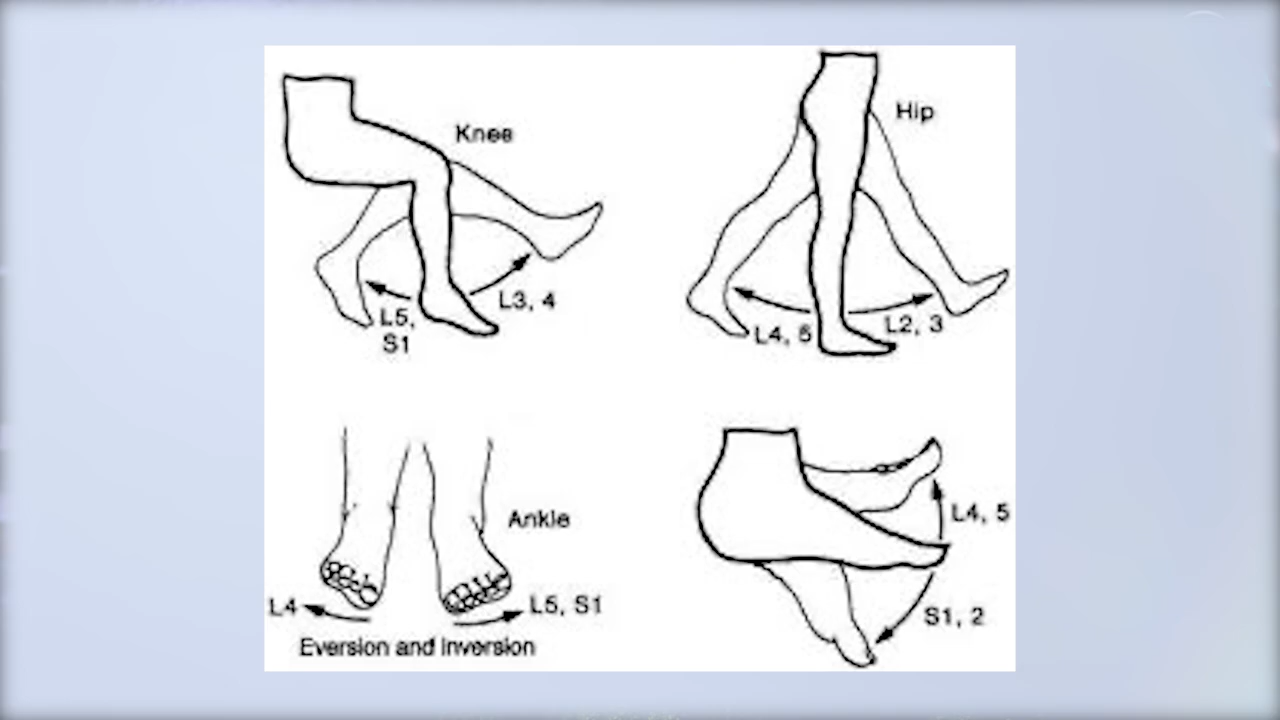 Knee
L3, 4
L5,
S1
Hip
L4, 5
L2, 3
Ankle
L4
L5, S1
Eversion and inversion
L4, 5
S1, 2